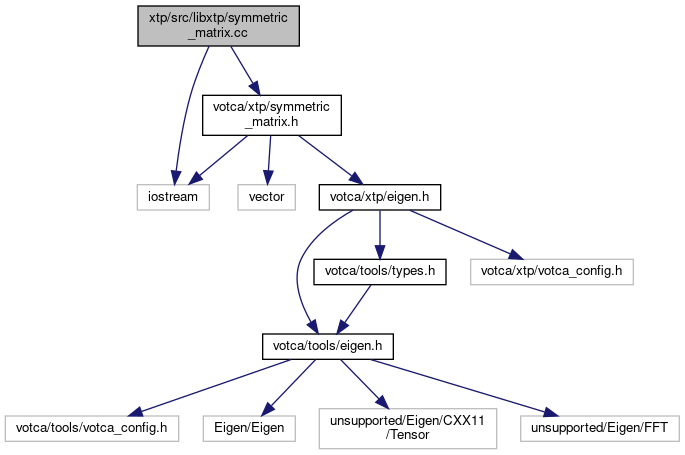 xtp/src/libxtp/symmetric
_matrix.cc
votca/xtp/symmetric
_matrix.h
iostream
vector
votca/xtp/eigen.h
votca/tools/types.h
votca/xtp/votca_config.h
votca/tools/eigen.h
votca/tools/votca_config.h
Eigen/Eigen
unsupported/Eigen/CXX11
/Tensor
unsupported/Eigen/FFT